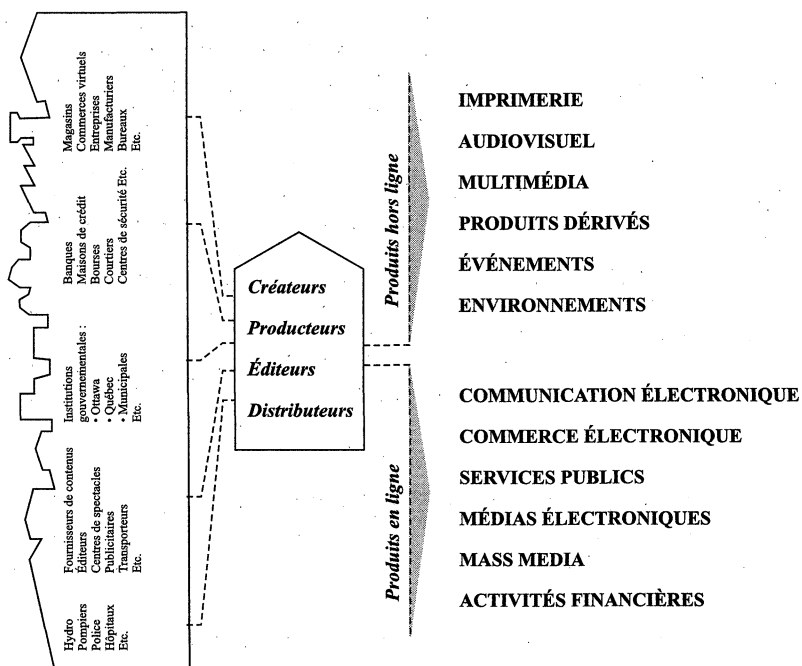 Magasins
Commerces virtuels
Entreprises
Manufacturiers
Bureaux
Etc.
Banques
Maisons de crédit
Bourses
Courtiers
Centres de sécurité Etc.
Institutions
gouvernementales :
• Ottawa
• Québec
• Municipales
Etc.
Fournisseurs de contenus
Éditeurs
Centres de spectacles
Publicitaires
Transporteurs
Etc.
Hydro
Pompiers
Police
Hôpitaux
Etc.
Créateurs
Producteurs
Éditeurs
Distributeurs
Produits hors ligne
IMPRIMERIE
AUDIOVISUEL
MULTIMÉDIA
PRODUITS DÉRIVÉS
ÉVÉNEMENTS
ENVIRONNEMENTS
Produits en ligne
COMMUNICATION ÉLECTRONIQUE
COMMERCE ÉLECTRONIQUE
SERVICES PUBLICS
MÉDIAS ÉLECTRONIQUES
MASS MEDIA
ACTIVITÉS FINANCIÈRES